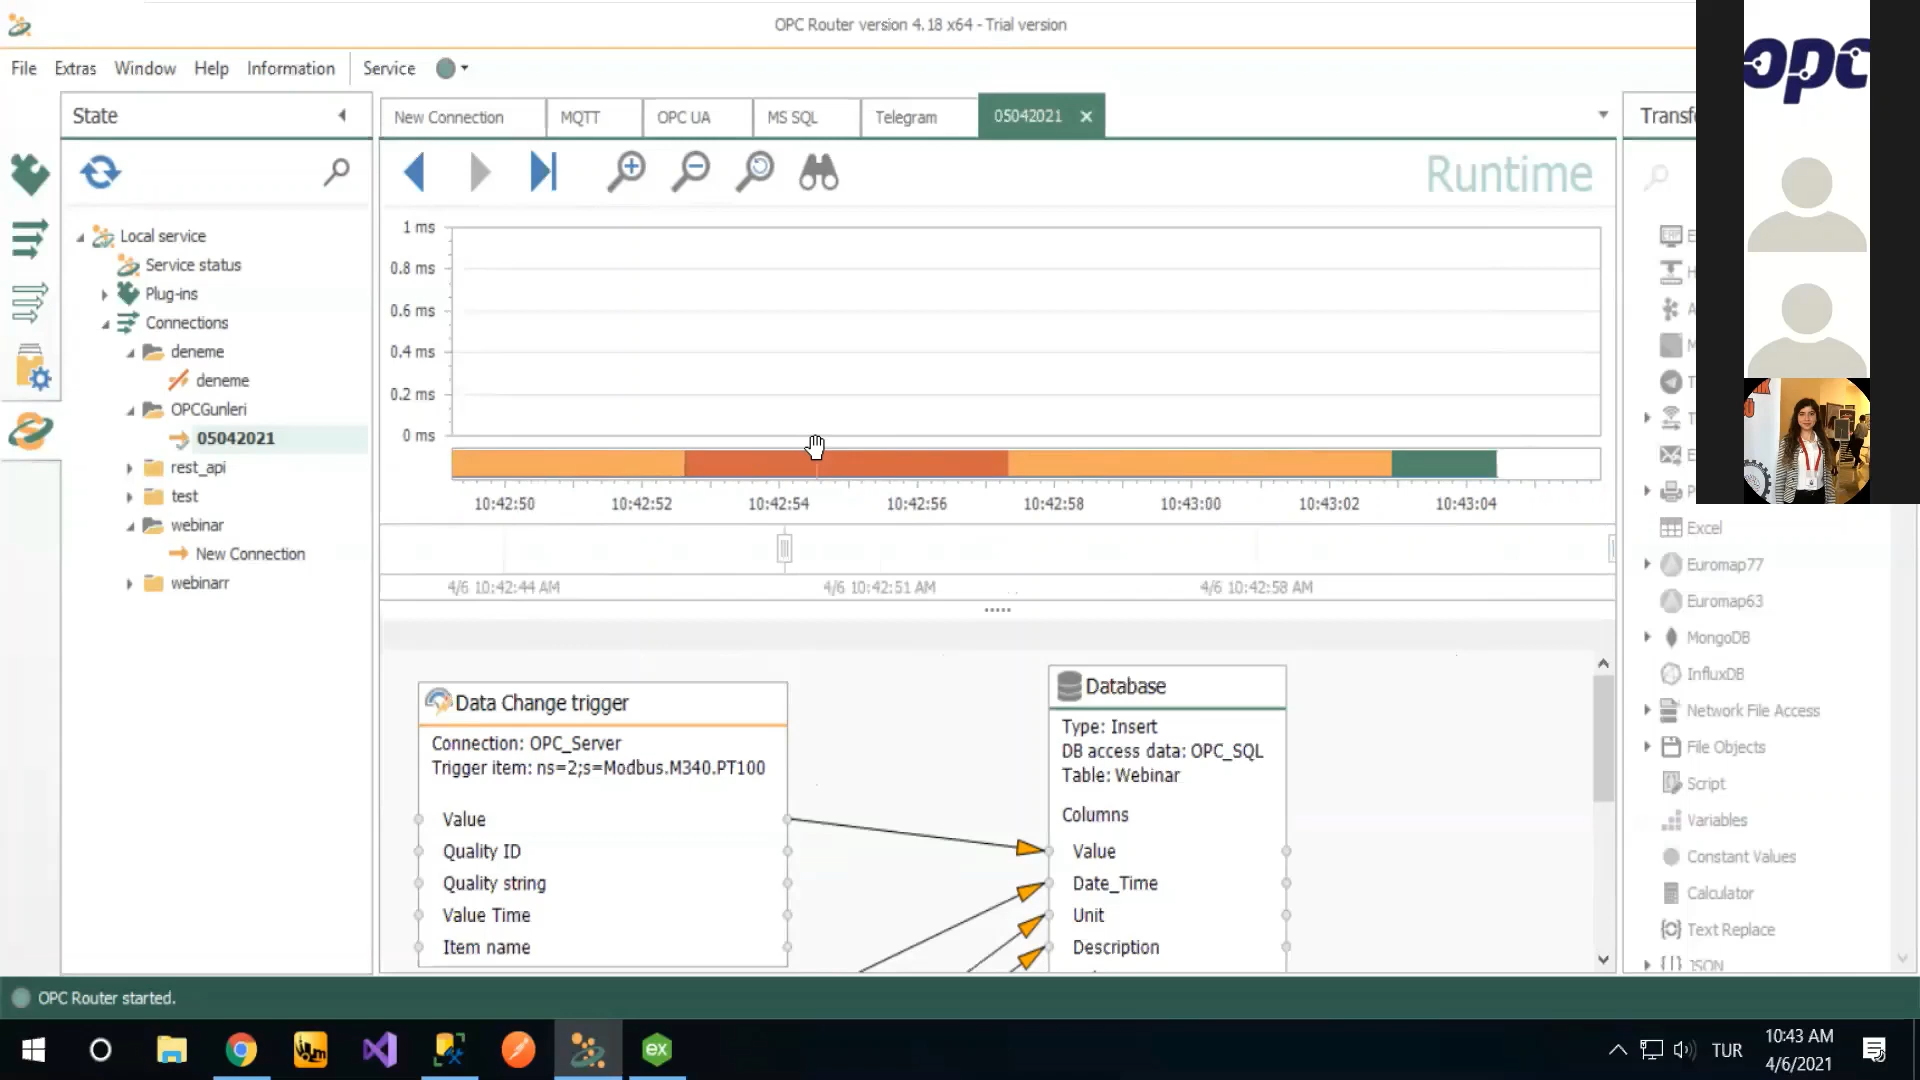 OPC Router version 4.18 x64 - Trial version
File Extras Window Help Information Service
opc
State
New Connection MQTT OPC UA MS SQL Telegram 05042021
Transf
Runtime
Local service
Service status
Plug-ins
Connections
deneme
deneme
OPCGunleri
05042021
rest_api
test
webinar
New Connection
webinarr
1 ms
0.8 ms
0.6 ms
0.4 ms
0.2 ms
0 ms
10:42:50 10:42:52 10:42:54 10:42:56 10:42:58 10:43:00 10:43:02 10:43:04
4/6 10:42:44 AM 4/6 10:42:51 AM 4/6 10:42:58 AM
Data Change trigger
Connection: OPC_Server
Trigger item: ns=2;s=Modbus.M340.PT100
Value
Quality ID
Quality string
Value Time
Item name
Database
Type: Insert
DB access data: OPC_SQL
Table: Webinar
Columns
Value
Date_Time
Unit
Description
Excel
Euromap77
Euromap63
MongoDB
InfluxDB
Network File Access
File Objects
Script
Variables
Constant Values
Calculator
Text Replace
JSON
OPC Router started.
TUR
10:43 AM
4/6/2021